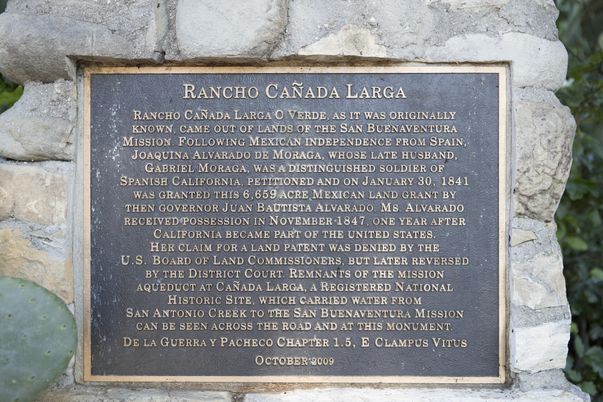 Rancho Cañada Larga
Rancho Cañada Larga O Verde, as it was originally
known, came out of lands of the San Buenaventura
Mission. Following Mexican independence from Spain,
Joaquina Alvarado de Moraga, whose late husband,
Gabriel Moraga, was a distinguished soldier of
Spanish California, petitioned and on January 30, 1841
was granted this 6,659 acre Mexican land grant by
then governor Juan Bautista Alvarado. Ms. Alvarado
received possession in November 1847, one year after
California became part of the United States.
Her claim for a land patent was denied by the
U.S. Board of Land Commissioners, but later reversed
by the District Court. Remnants of the mission
aqueduct at Cañada Larga, a Registered National
Historic Site, which carried water from
San Antonio Creek to the San Buenaventura Mission
can be seen across the road and at this monument.
De la Guerra y Pacheco Chapter 1.5, E Clampus Vitus
October 2009